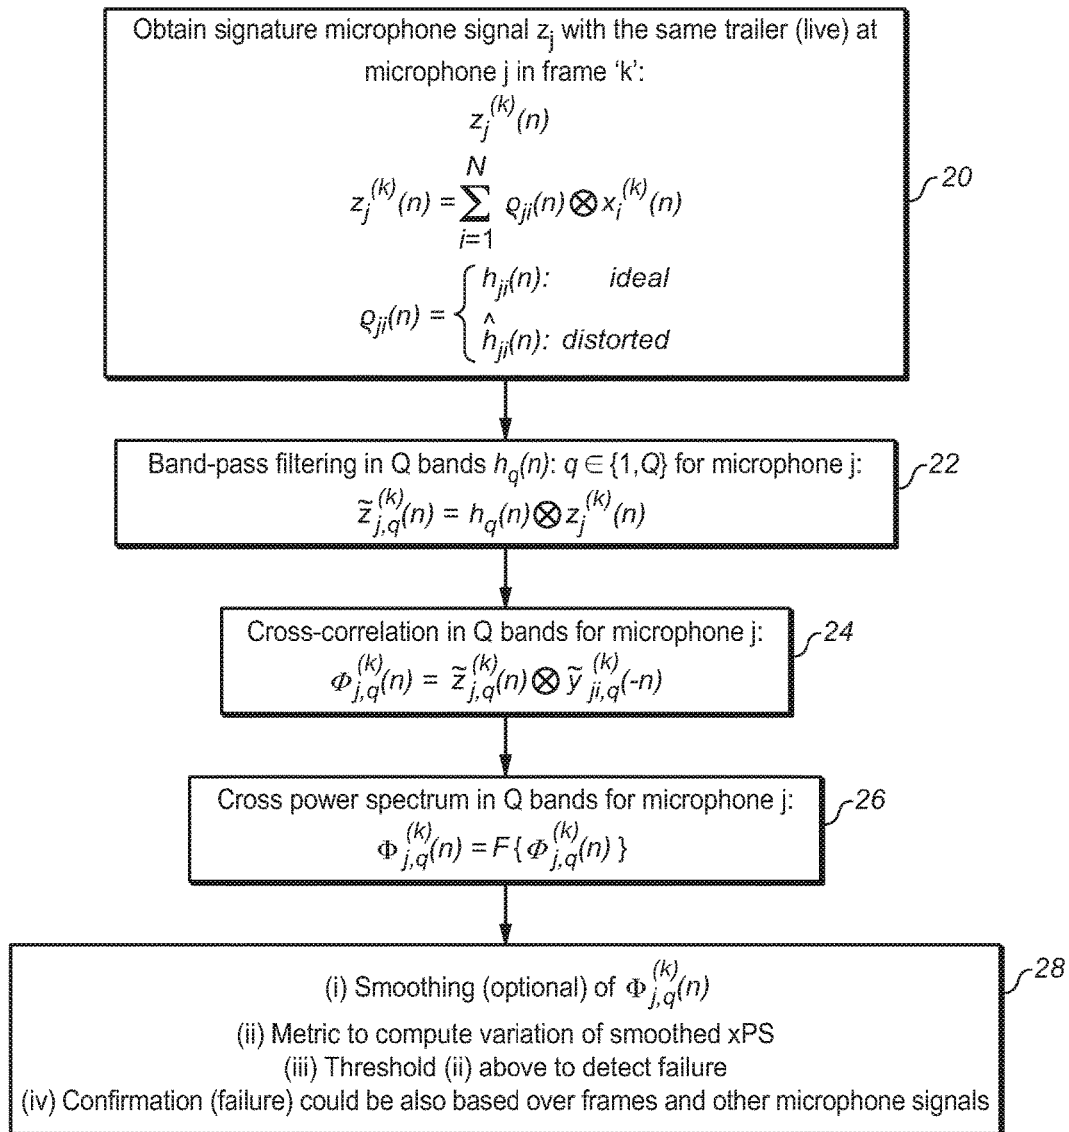 Obtain signature microphone signal z_j with the same trailer (live) at
microphone j in frame ‘k’:
z_j^(k)(n)
z_j^(k)(n) = ∑_{i=1}^{N} ϱ_ji(n) ⊗ x_i^(k)(n)
20
ϱ_ji(n) = { h_ji(n): ideal
ĥ_ji(n): distorted
Band-pass filtering in Q bands h_q(n): q ∈ {1,Q} for microphone j:
22
z̃_j,q^(k)(n) = h_q(n) ⊗ z_j^(k)(n)
Cross-correlation in Q bands for microphone j:
24
ϕ_j,q^(k)(n) = z̃_j,q^(k)(n) ⊗ ỹ_ji,q^(k)(-n)
Cross power spectrum in Q bands for microphone j:
26
Φ_j,q^(k)(n) = F{ϕ_j,q^(k)(n)}
28
(i) Smoothing (optional) of Φ_j,q^(k)(n)
(ii) Metric to compute variation of smoothed xPS
(iii) Threshold (ii) above to detect failure
(iv) Confirmation (failure) could be also based over frames and other microphone signals